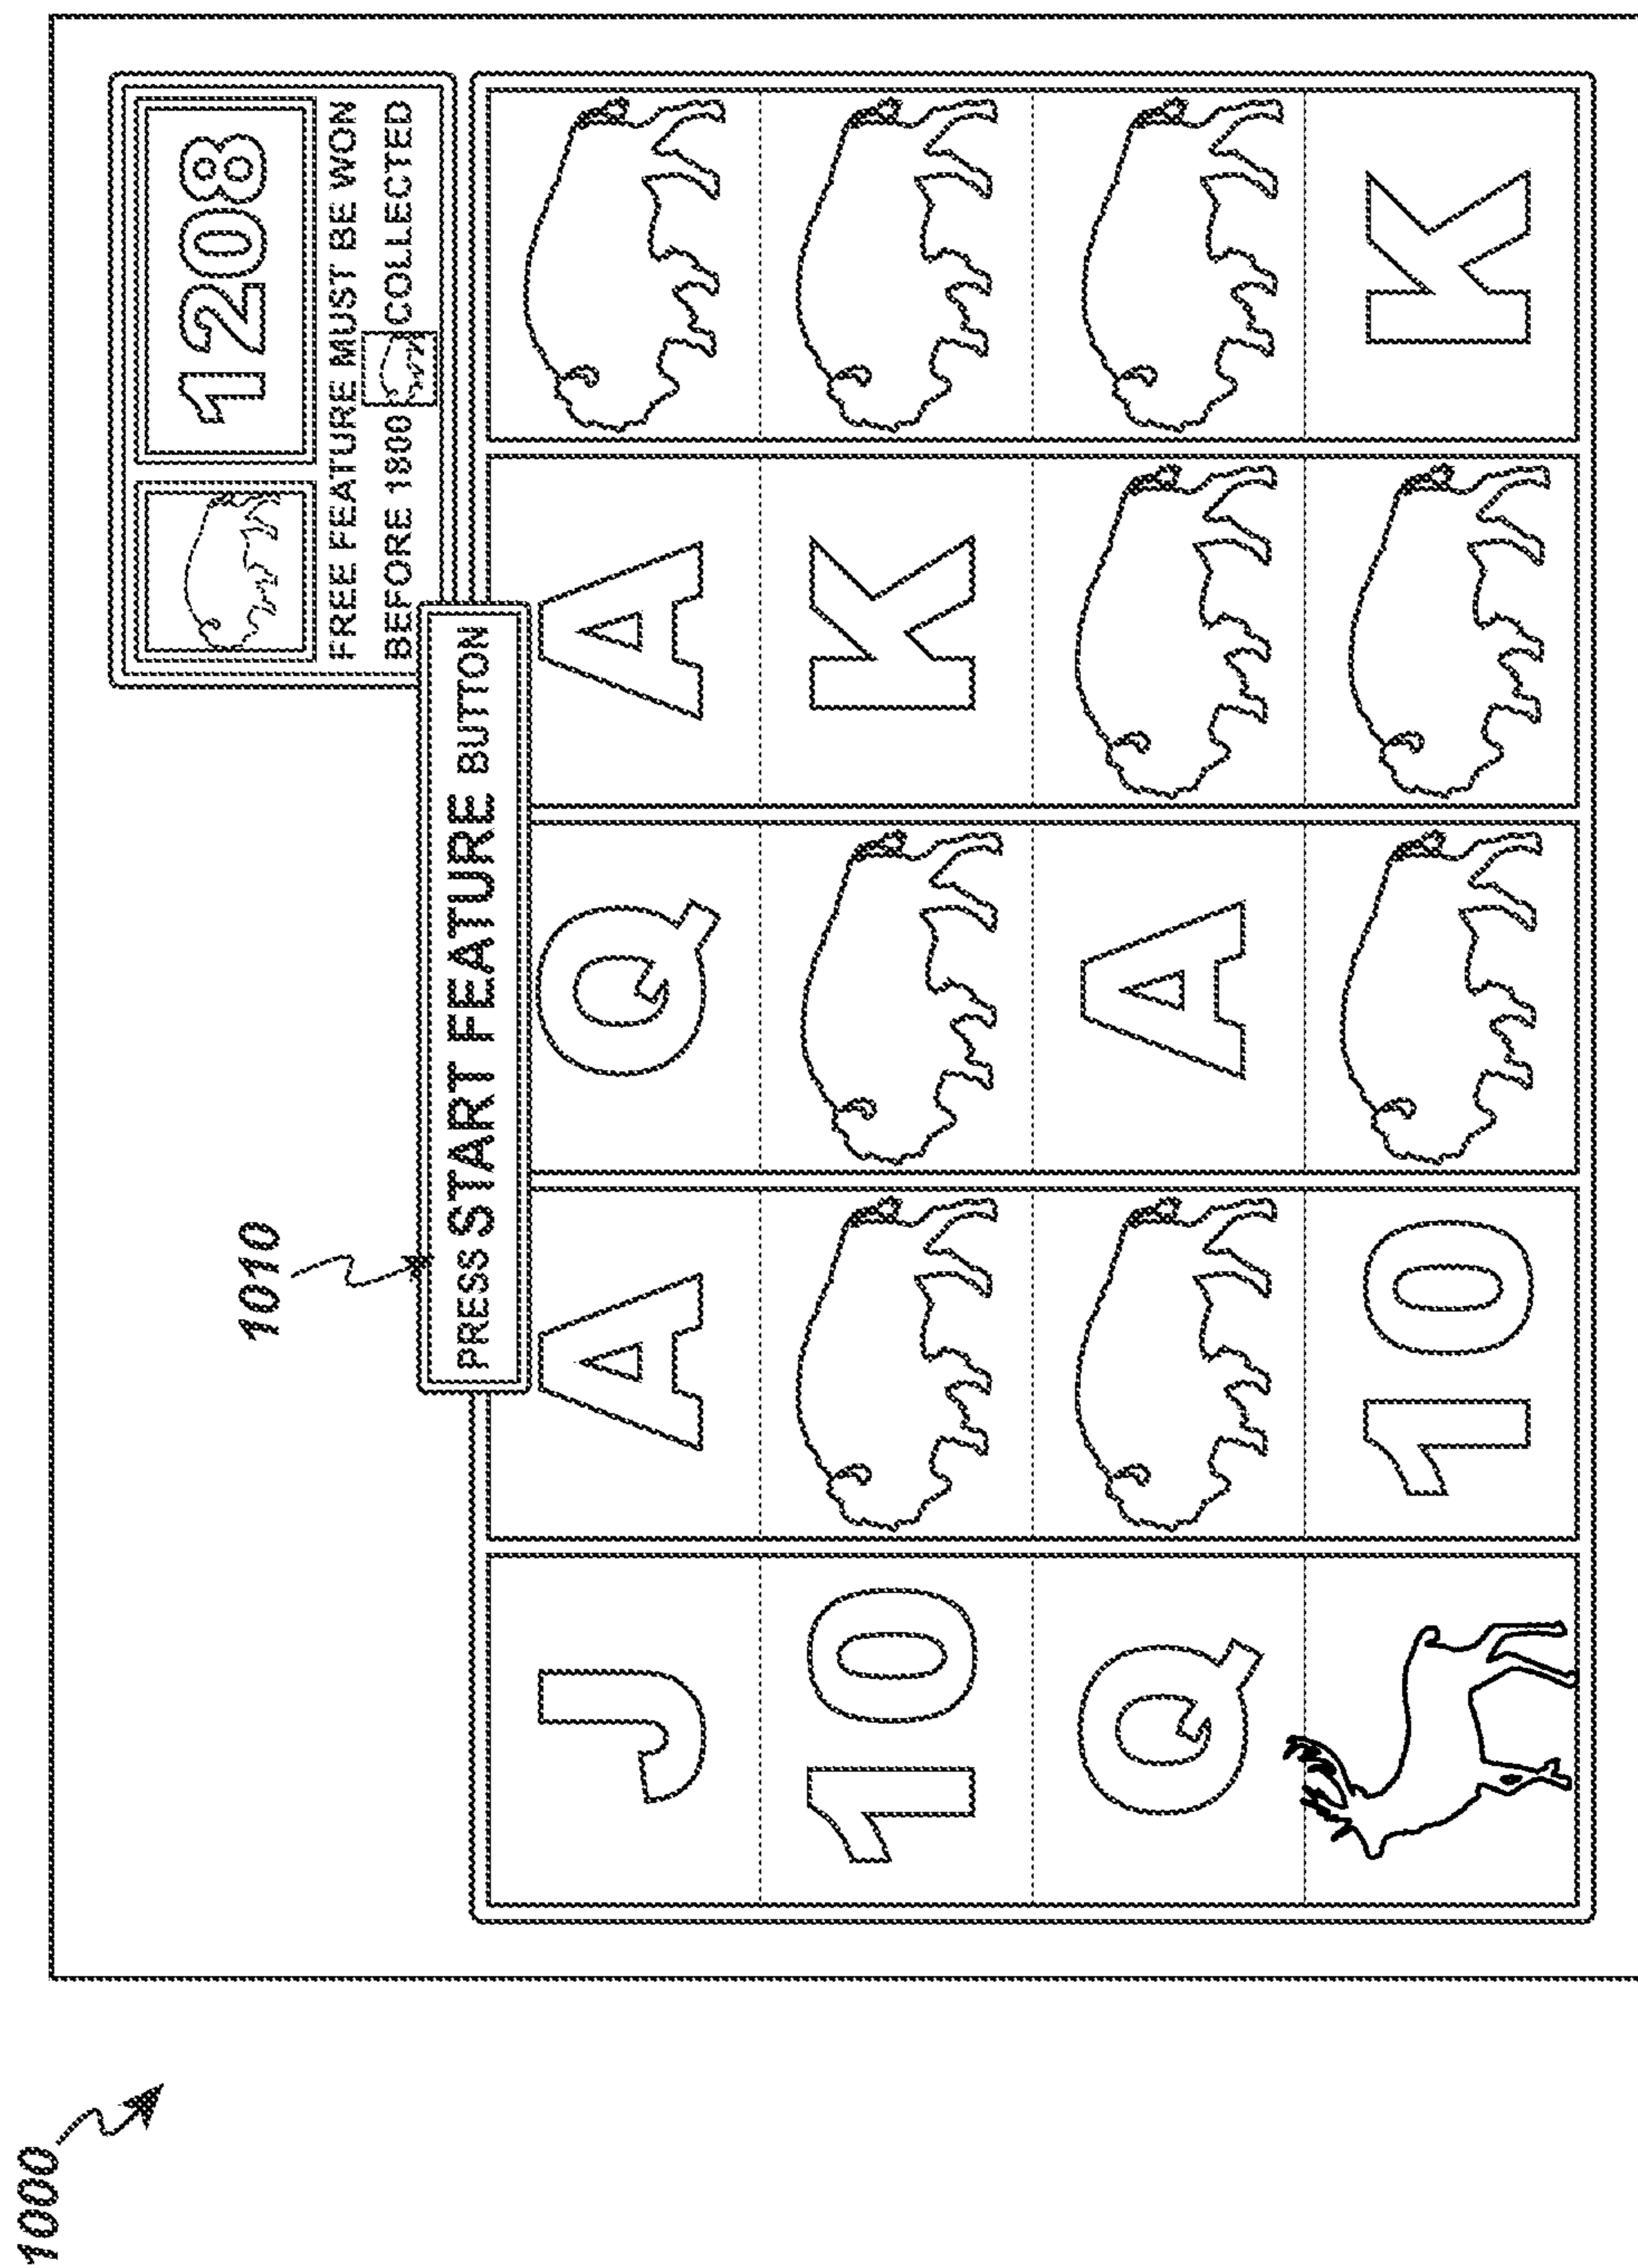 1000
1208
1010
FREE FEATURE MUST BE WON
BEFORE 1800 COLLECTED
PRESS START FEATURE BUTTON
J A Q A
10 K
Q A
10 K